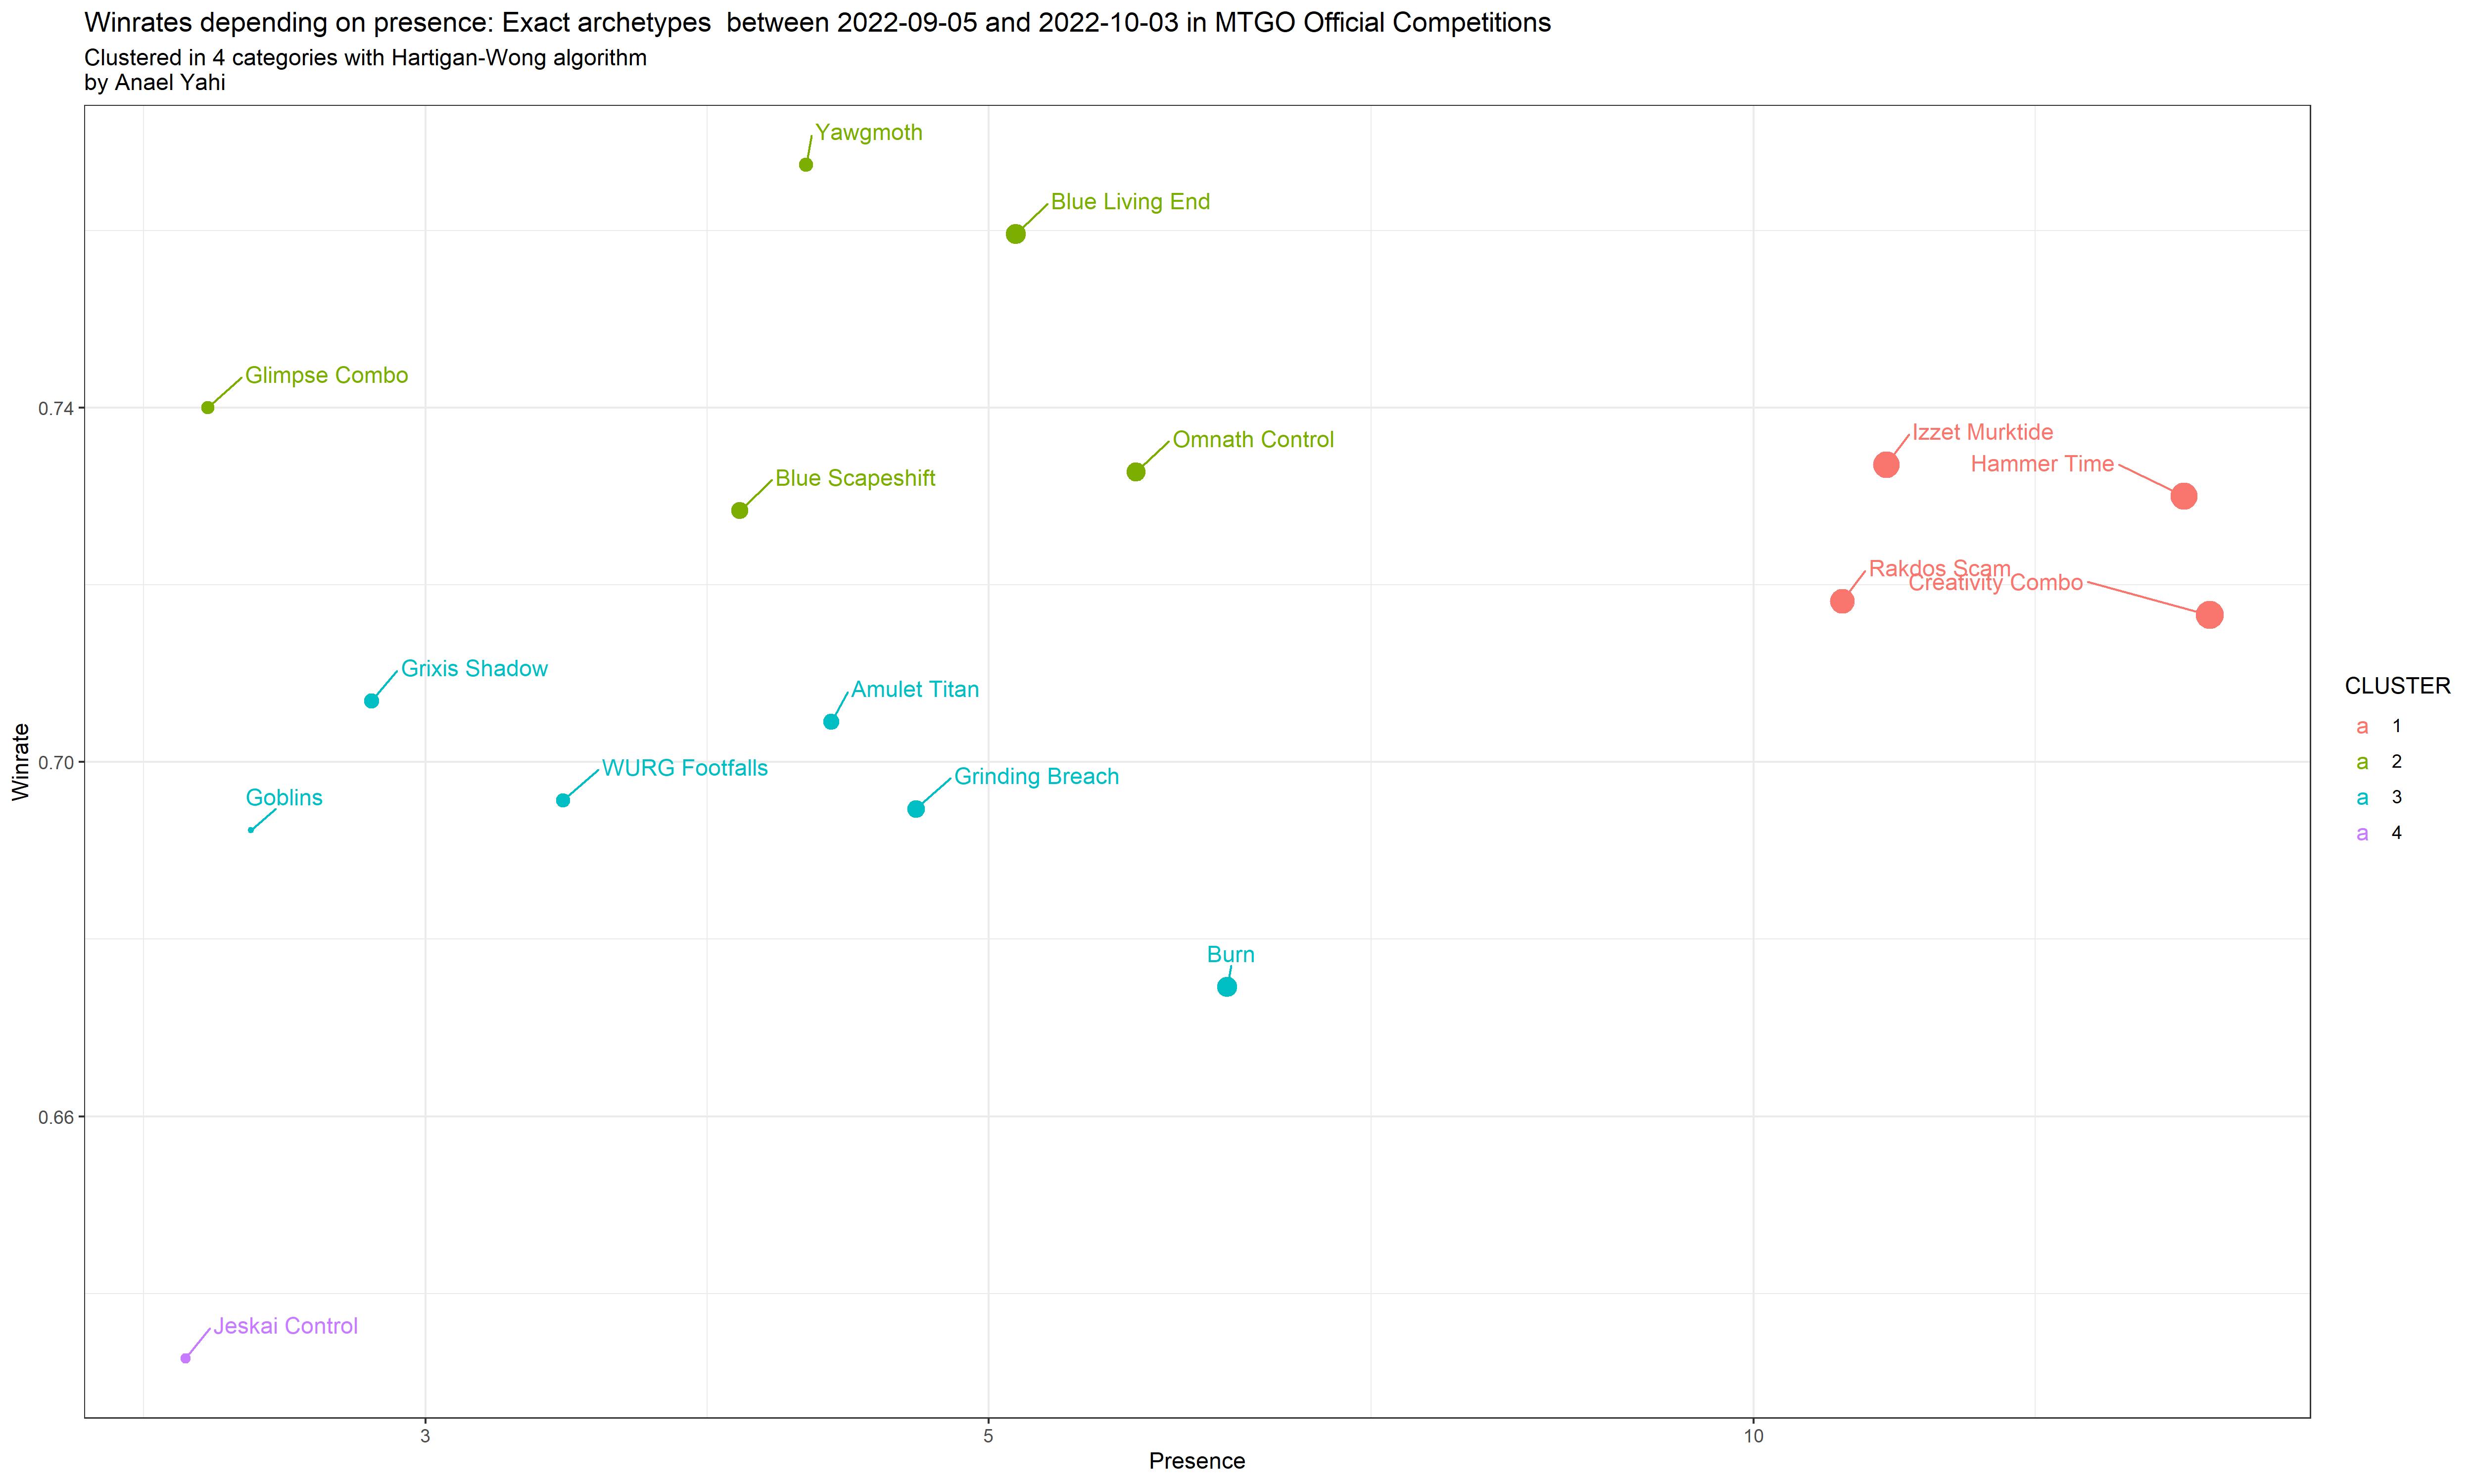 Winrates depending on presence: Exact archetypes  between 2022-09-05 and 2022-10-03 in MTGO Official Competitions
Clustered in 4 categories with Hartigan-Wong algorithm
by Anael Yahi
Yawgmoth
Blue Living End
Glimpse Combo
0.74
Izzet Murktide
Omnath Control
Hammer Time
Blue Scapeshift
Rakdos Scam
Creativity Combo
Grixis Shadow
Amulet Titan
0.70
WURG Footfalls
Grinding Breach
Goblins
Winrate
CLUSTER
a 1
a 2
a 3
a 4
Burn
0.66
Jeskai Control
3
5
10
Presence